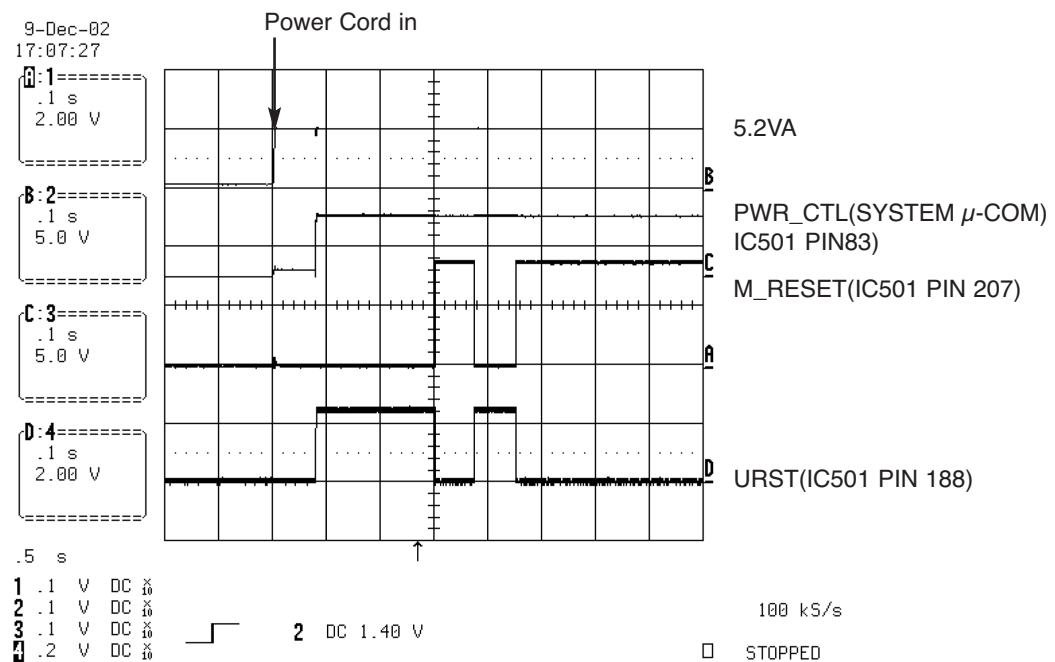 9-Dec-02
17:07:27
Power Cord in
A:1
.1 s
2.00 V
B:2
.1 s
5.0 V
C:3
.1 s
5.0 V
D:4
.1 s
2.00 V
5.2VA
B
PWR_CTL(SYSTEM µ-COM)
IC501 PIN83)
C
M_RESET(IC501 PIN 207)
A
D
URST(IC501 PIN 188)
.5 s
1 .1 V DC X10
2 .1 V DC X10
3 .1 V DC X10
4 .2 V DC X10
2 DC 1.40 V
100 kS/s
STOPPED